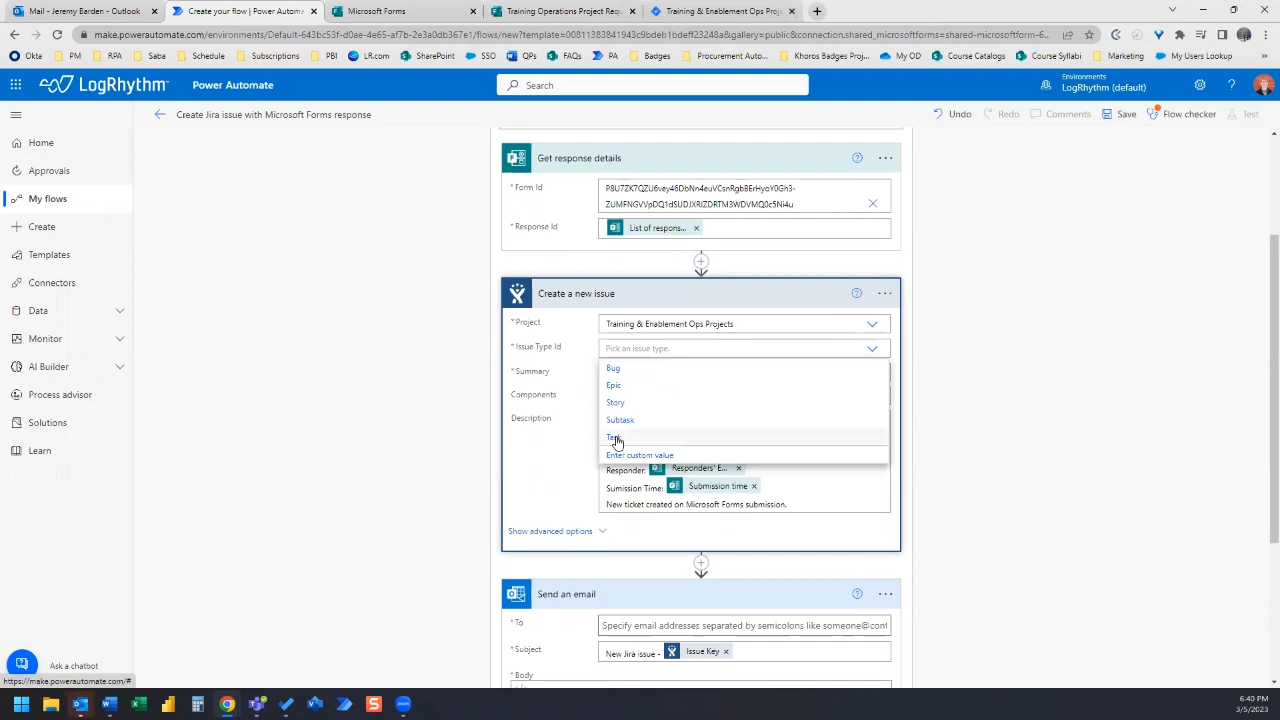 Mail - Jeremy Barden - Outlook
Create your flow | Power Automate
Microsoft Forms
Training Operations Project Requ
Training & Enablement Ops Proj
make.powerautomate.com/environments/Default-643bc53f-d0ae-4e65-af7b-2e3a0db367e1/flows/new?template=00811383841943c9bdeb1bdeff23248a&gallery=public&connection.shared_microsoftforms=shared-microsoftform-6...
Okta
PM
RPA
Saba
Schedule
Subscriptions
PBI
LR.com
SharePoint
SSO
QPs
FAQs
PA
Badges
Procurement Auto...
Khoros Badges Proj...
My OD
Course Catalogs
Course Syllabi
Marketing
My Users Lookup
LogRhythm
Power Automate
Search
Environments
LogRhythm (default)
Create Jira issue with Microsoft Forms response
Undo
Redo
Comments
Save
Flow checker
Test
Home
Approvals
My flows
Create
Templates
Connectors
Data
Monitor
AI Builder
Process advisor
Solutions
Learn
Ask a chatbot
https://make.powerautomate.com/#
Get response details
* Form Id
P8U7ZK7QZU6vey46DbNn4euVCsnRgbBErHyoY0Gh3-
ZUMFNGVVpDQ1dSUDJXRlZDRTM3WDVMQ0c5Ni4u
* Response Id
List of respons...
Create a new issue
* Project
Training & Enablement Ops Projects
* Issue Type Id
Pick an issue type.
* Summary
Components
Description
Bug
Epic
Story
Subtask
Task
Enter custom value
Responder:
Responders' E...
Sumission Time:
Submission time
New ticket created on Microsoft Forms submission.
Show advanced options
Send an email
* To
Specify email addresses separated by semicolons like someone@cont
* Subject
New Jira issue -
Issue Key
* Body
6:40 PM
3/5/2023